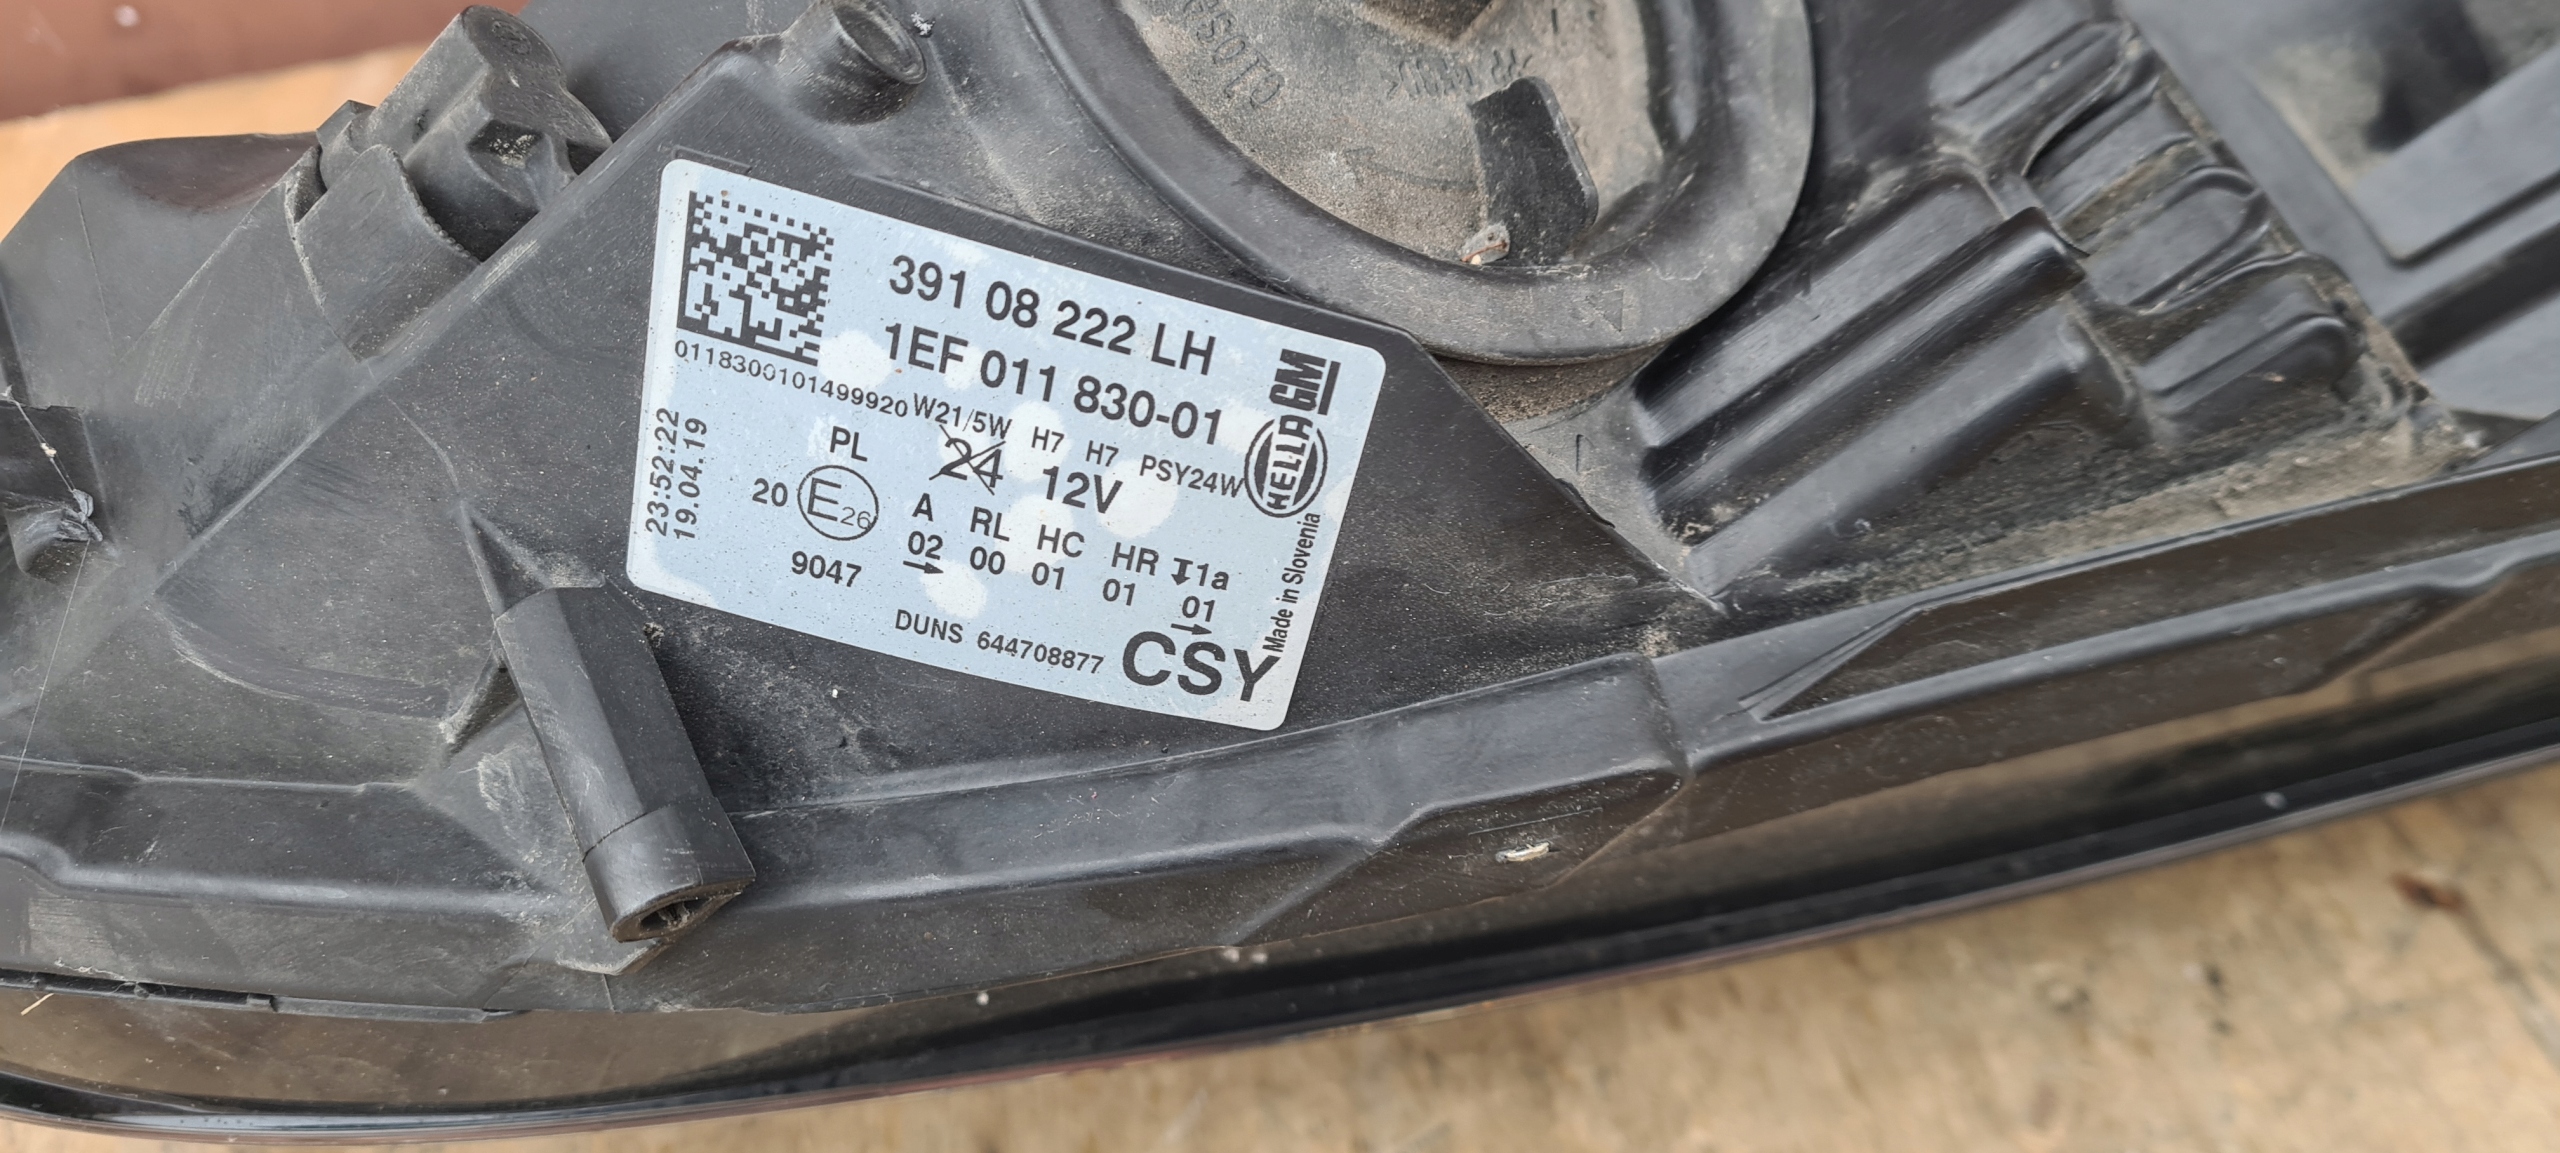 391 08 222 LH
1EF 011 830-01
0118300101499920
W21/5W H7 H7 PSY24W
24 12V
PL
20 E26
9047
A RL HC HR 1a
02 00 01 01 01
DUNS 644708877
CSY
23:52:22
19.04.19
GM
HELLA
Made in Slovenia